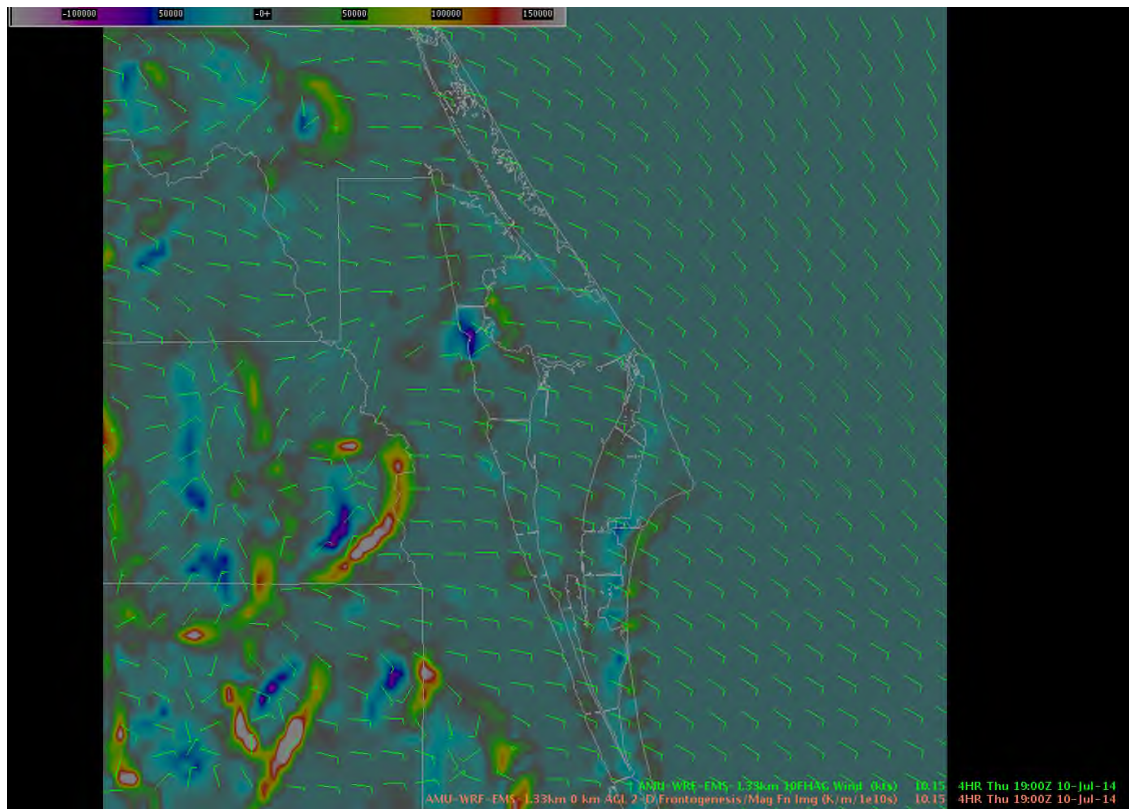 -100000 50000 -0+ 50000 100000 150000
AMU-WRF-EMS-1.33km 10FHAG Wind (kts) 10.15 4HR Thu 19:00Z 10-Jul-14
AMU-WRF-EMS-1.33km 0 km AGL 2-D Frontogenesis/Mag Fn Img (K/m/1e10s) 10.15 4HR Thu 19:00Z 10-Jul-14